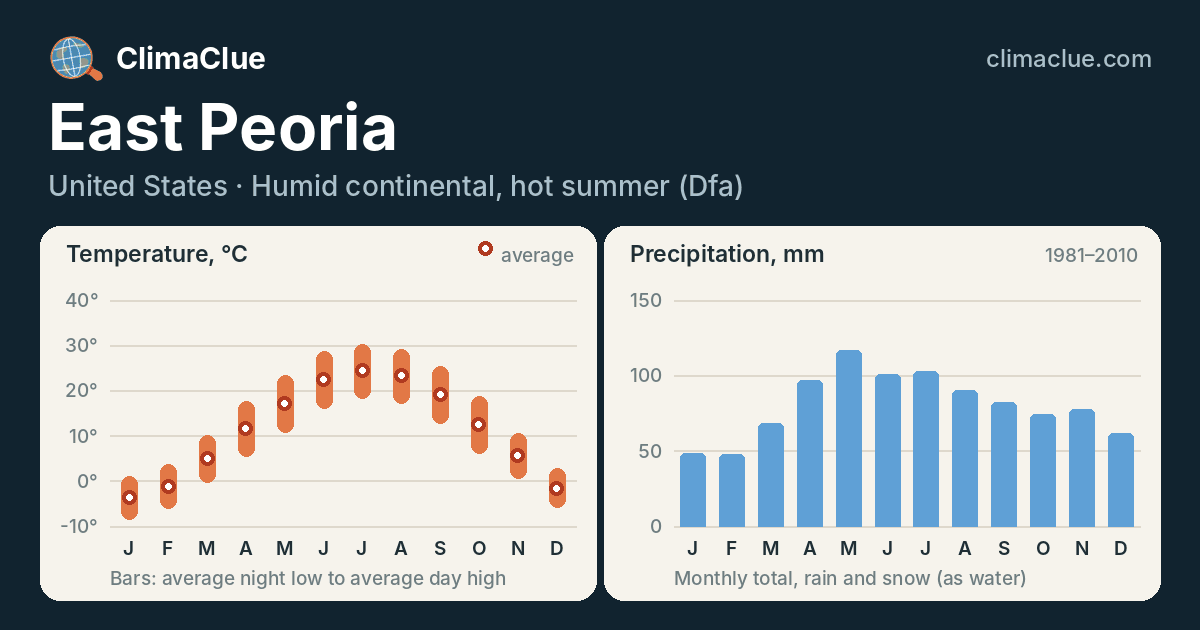 ClimaClue
climaclue.com
East Peoria
United States · Humid continental, hot summer (Dfa)
Temperature, °C
average
40°
30°
20°
10°
0°
-10°
J F M A M J J A S O N D
Bars: average night low to average day high
Precipitation, mm
1981–2010
150
100
50
0
J F M A M J J A S O N D
Monthly total, rain and snow (as water)